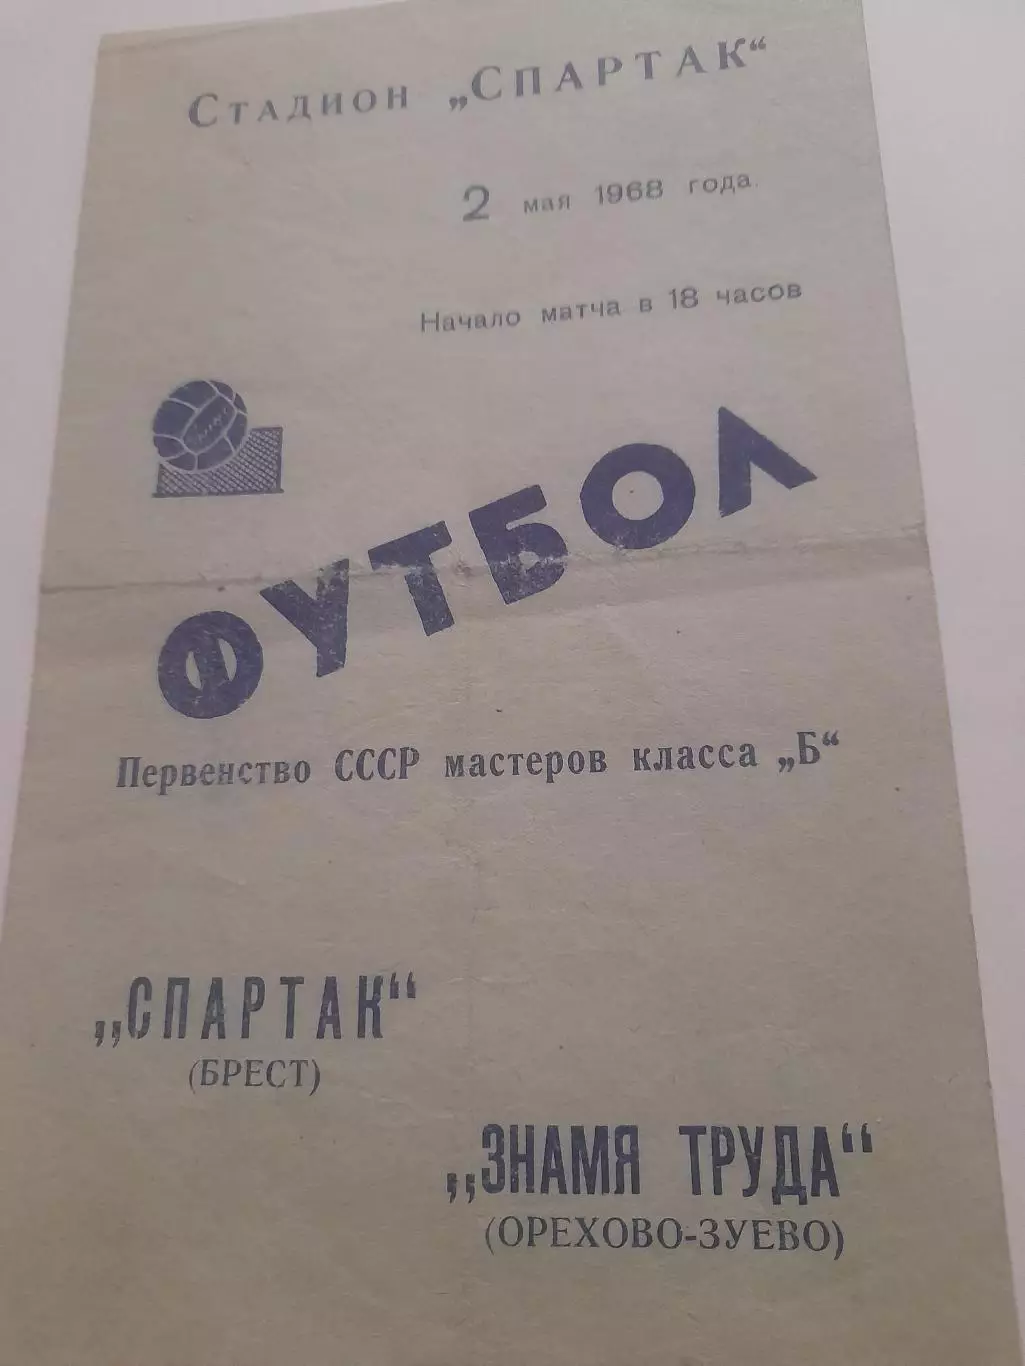 Стадион „СПАРТАК“
2 мая 1968 года.
Начало матча в 18 часов
ФУТБОЛ
Первенство СССР мастеров класса „Б“
„СПАРТАК“
(БРЕСТ)
„ЗНАМЯ ТРУДА“
(ОРЕХОВО-ЗУЕВО)